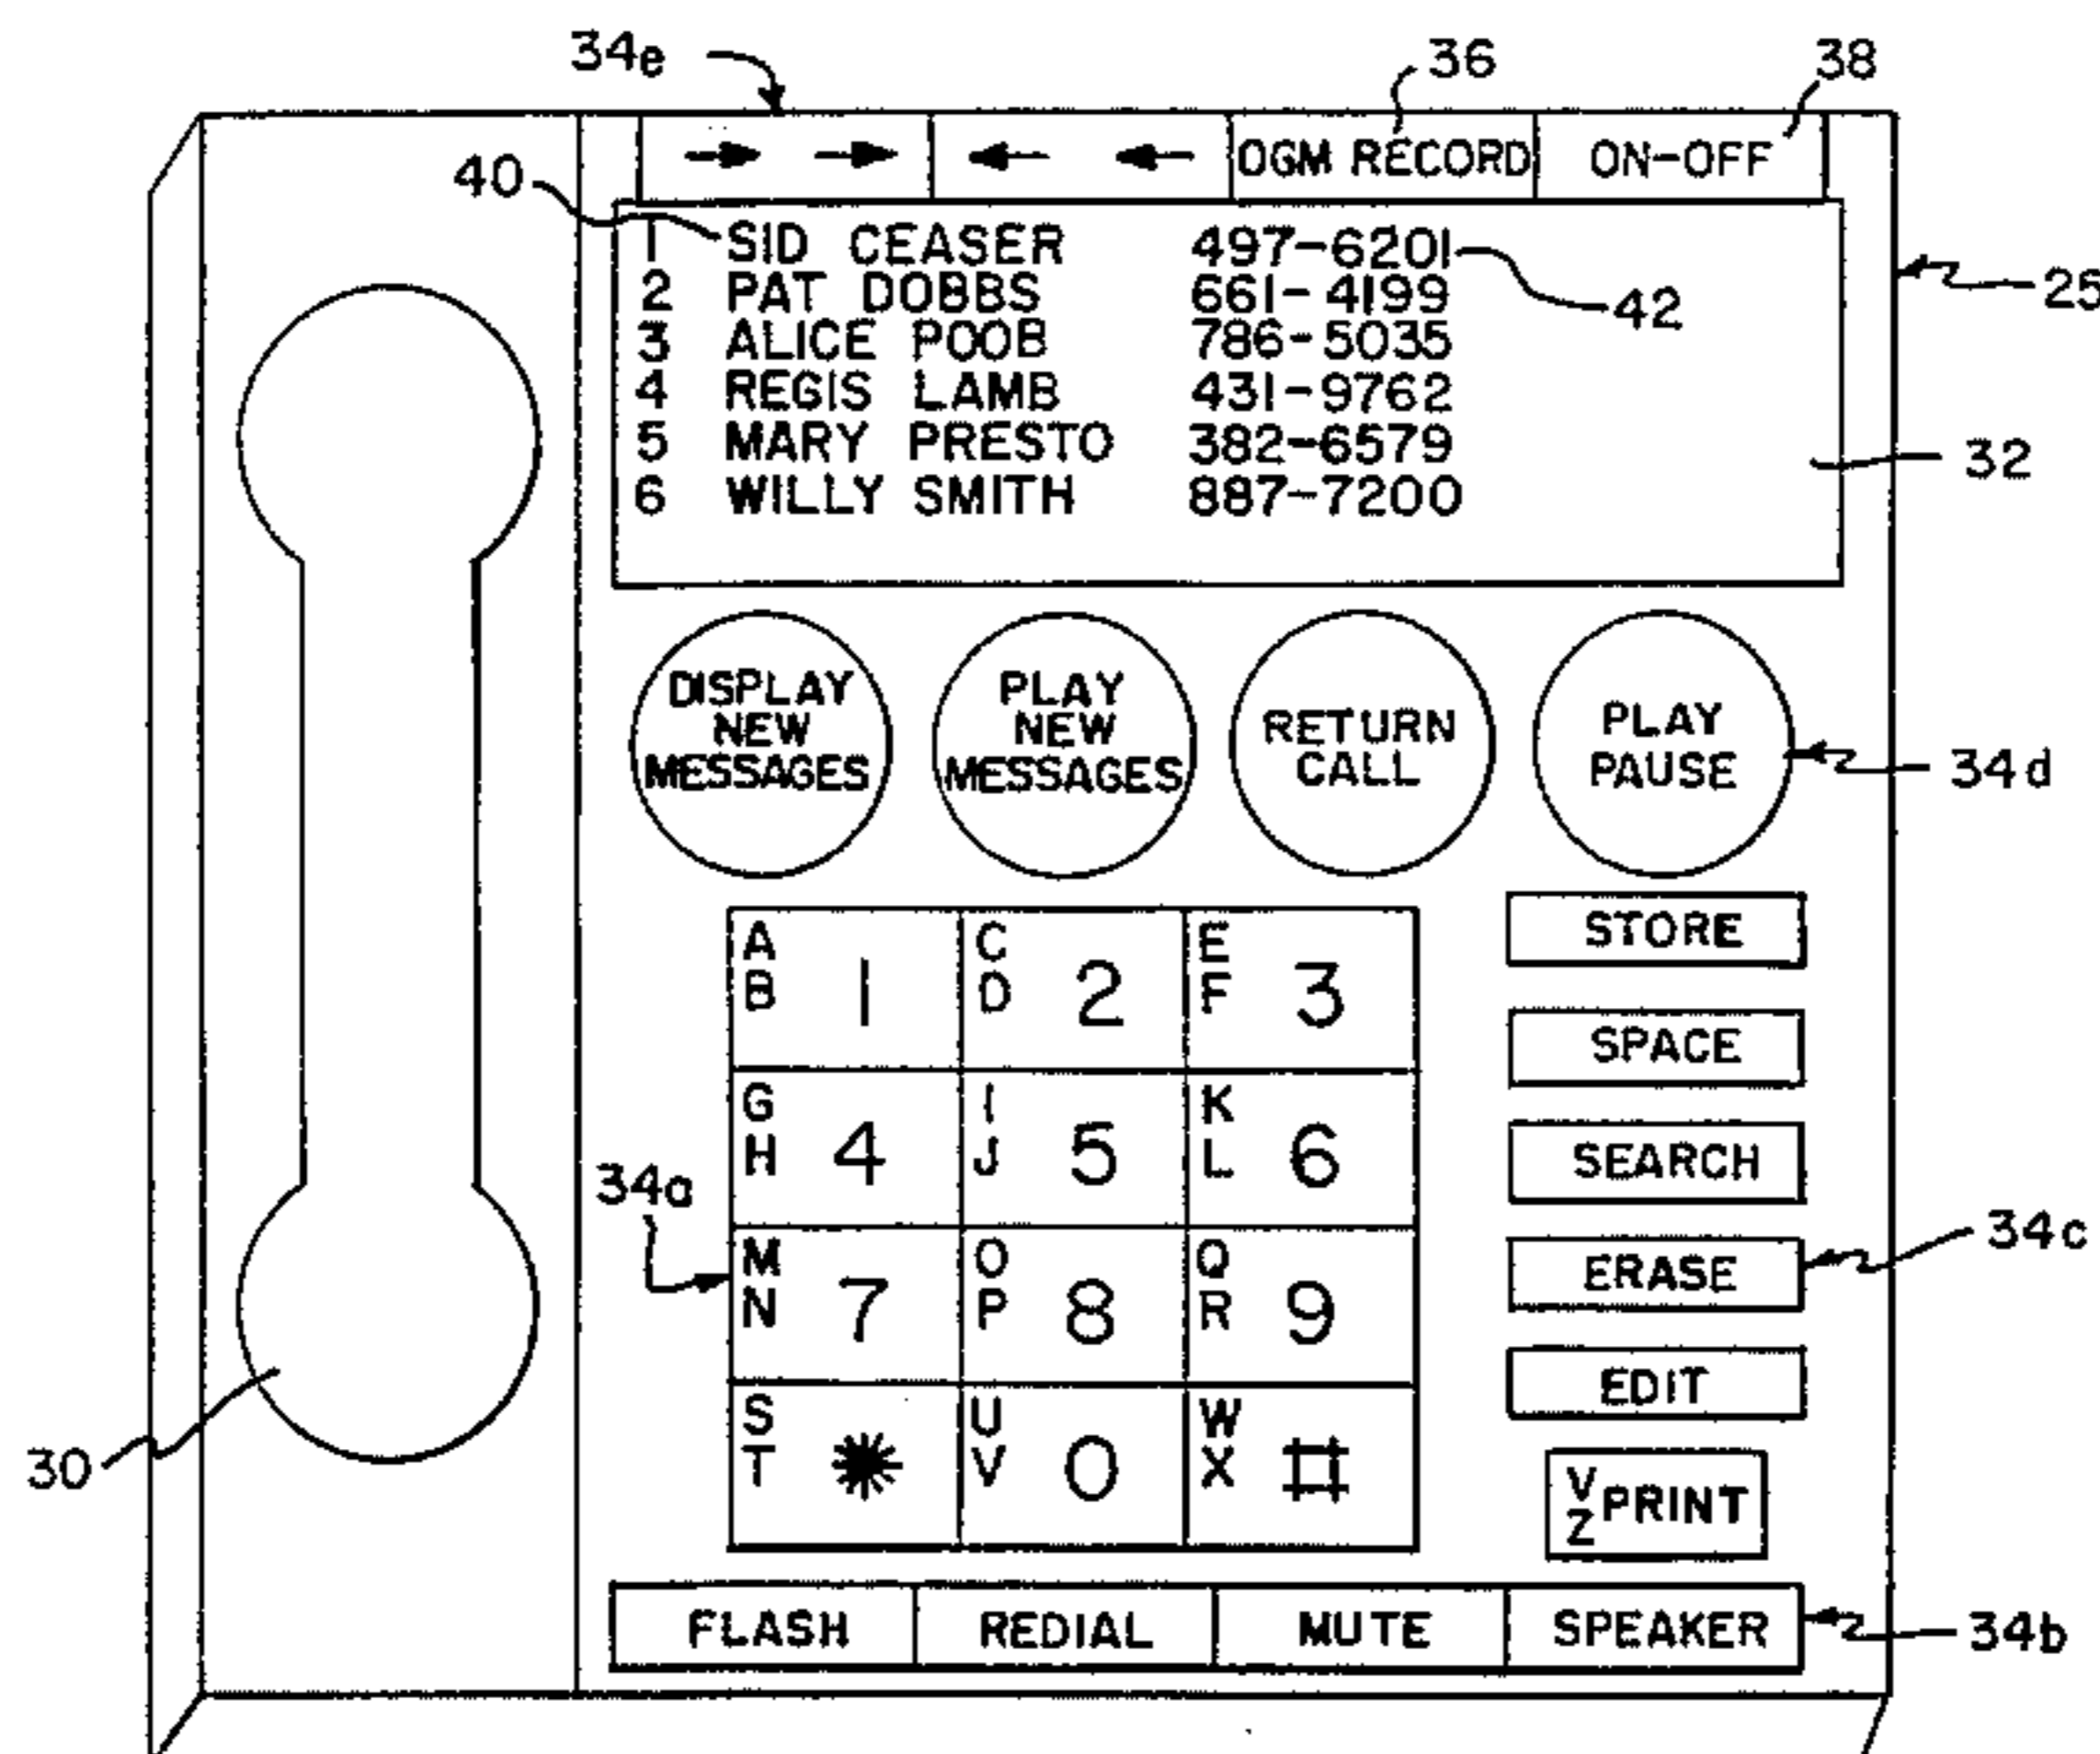 34e
36
38
OGM RECORD
ON-OFF
40
1 SID CEASER 497-6201
2 PAT DOBBS 661-4199
3 ALICE POOB 786-5035
4 REGIS LAMB 431-9762
5 MARY PRESTO 382-6579
6 WILLY SMITH 887-7200
42
25
32
DISPLAY
NEW
MESSAGES
PLAY
NEW
MESSAGES
RETURN
CALL
PLAY
PAUSE
34d
A
B 1
C
D 2
E
F 3
G
H 4
I
J 5
K
L 6
M
N 7
O
P 8
Q
R 9
S
T *
U
V 0
W
X #
34a
STORE
SPACE
SEARCH
ERASE
34c
EDIT
V
Z PRINT
30
FLASH
REDIAL
MUTE
SPEAKER
34b